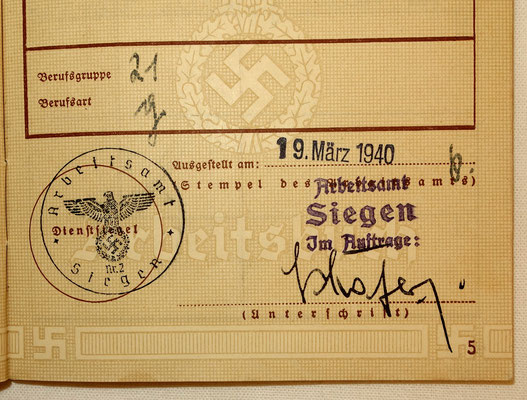 Berufsgruppe 21
Berufsart g
Ausgestellt am: 19. März 1940
(Stempel des Arbeitsamts)
Arbeitsamt
Siegen
Im Auftrage:
Arbeitsamt
Dienstsiegel
Nr. 2
Siegen
(Unterschrift)
5